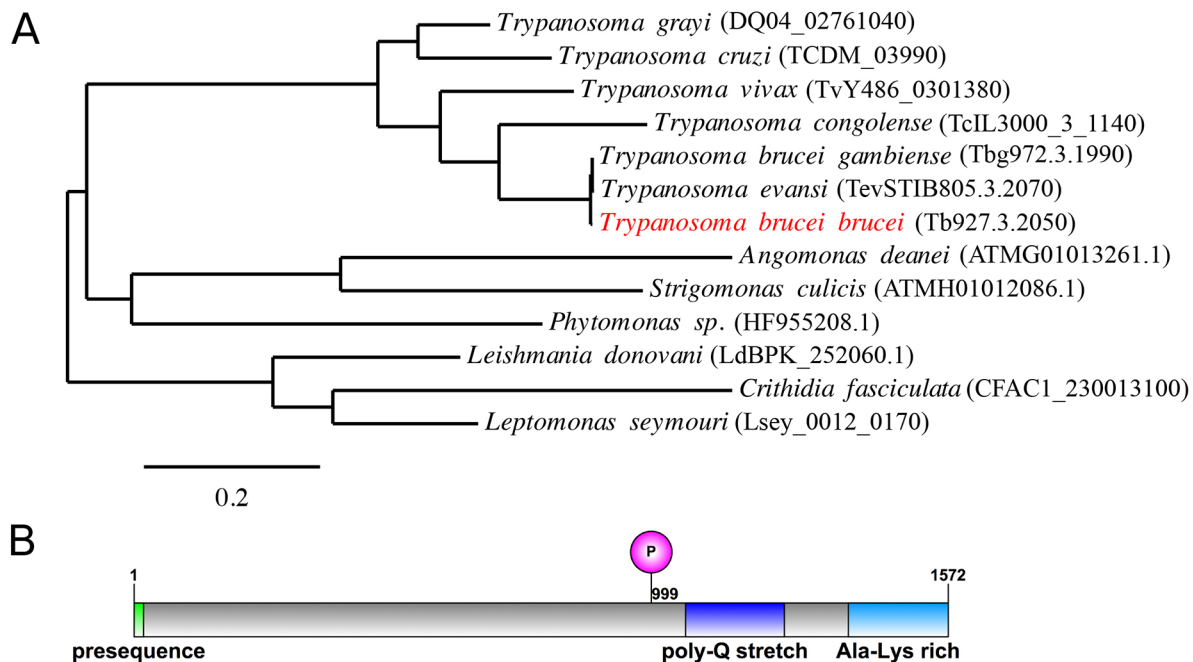 A
Trypanosoma grayi (DQ04_02761040)
Trypanosoma cruzi (TCDM_03990)
Trypanosoma vivax (TvY486_0301380)
Trypanosoma congolense (TcIL3000_3_1140)
Trypanosoma brucei gambiense (Tbg972.3.1990)
Trypanosoma evansi (TevSTIB805.3.2070)
Trypanosoma brucei brucei (Tb927.3.2050)
Angomonas deanei (ATMG01013261.1)
Strigomonas culicis (ATMH01012086.1)
Phytomonas sp. (HF955208.1)
Leishmania donovani (LdBPK_252060.1)
Crithidia fasciculata (CFAC1_230013100)
Leptomonas seymouri (Lsey_0012_0170)
0.2
B
P
1
999
1572
presequence
poly-Q stretch
Ala-Lys rich